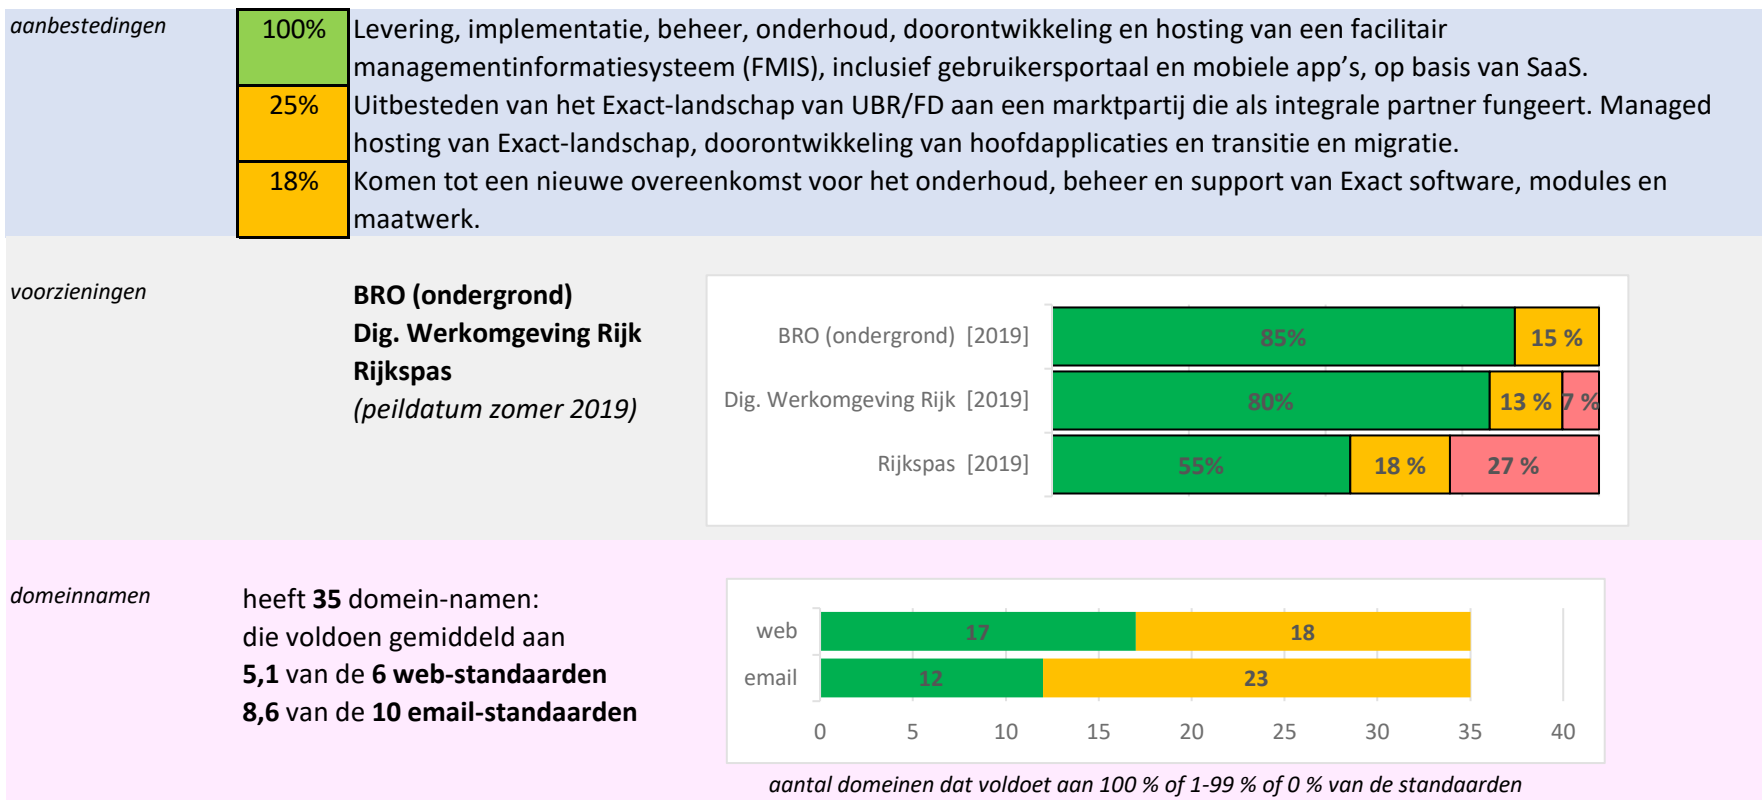 aanbestedingen
100% Levering, implementatie, beheer, onderhoud, doorontwikkeling en hosting van een facilitair
managementinformatiesysteem (FMIS), inclusief gebruikersportaal en mobiele app's, op basis van SaaS.
25% Uitbesteden van het Exact-landschap van UBR/FD aan een marktpartij die als integrale partner fungeert. Managed
hosting van Exact-landschap, doorontwikkeling van hoofdapplicaties en transitie en migratie.
18% Komen tot een nieuwe overeenkomst voor het onderhoud, beheer en support van Exact software, modules en
maatwerk.
voorzieningen
BRO (ondergrond)
Dig. Werkomgeving Rijk
Rijkspas
(peildatum zomer 2019)
BRO (ondergrond) [2019] 85% 15 %
Dig. Werkomgeving Rijk [2019] 80% 13 % 7 %
Rijkspas [2019] 55% 18 % 27 %
domeinnamen
heeft 35 domein-namen:
die voldoen gemiddeld aan
5,1 van de 6 web-standaarden
8,6 van de 10 email-standaarden
web 17 18
email 12 23
0 5 10 15 20 25 30 35 40
aantal domeinen dat voldoet aan 100 % of 1-99 % of 0 % van de standaarden